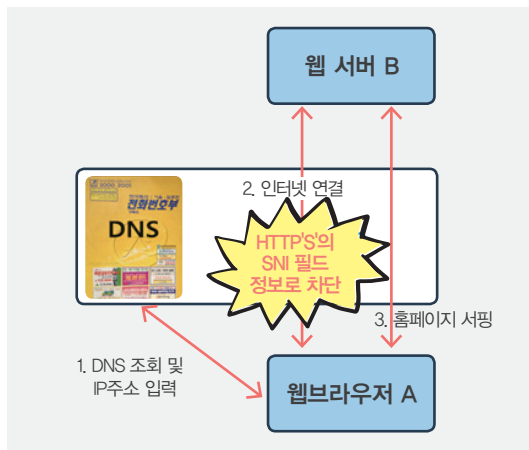 웹 서버 B
2. 인터넷 연결
전화번호부
DNS
HTTP'S'의
SNI 필드
정보로 차단
3. 홈페이지 서핑
1. DNS 조회 및
IP주소 입력
웹브라우저 A